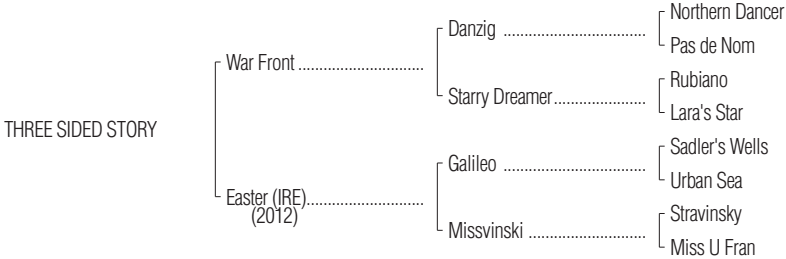 Northern Dancer
Danzig ..................................
Pas de Nom
War Front ..............................
Rubiano
Starry Dreamer......................
Lara's Star
THREE SIDED STORY
Sadler's Wells
Galileo ..................................
Urban Sea
Easter (IRE)............................
(2012)
Stravinsky
Missvinski ............................
Miss U Fran